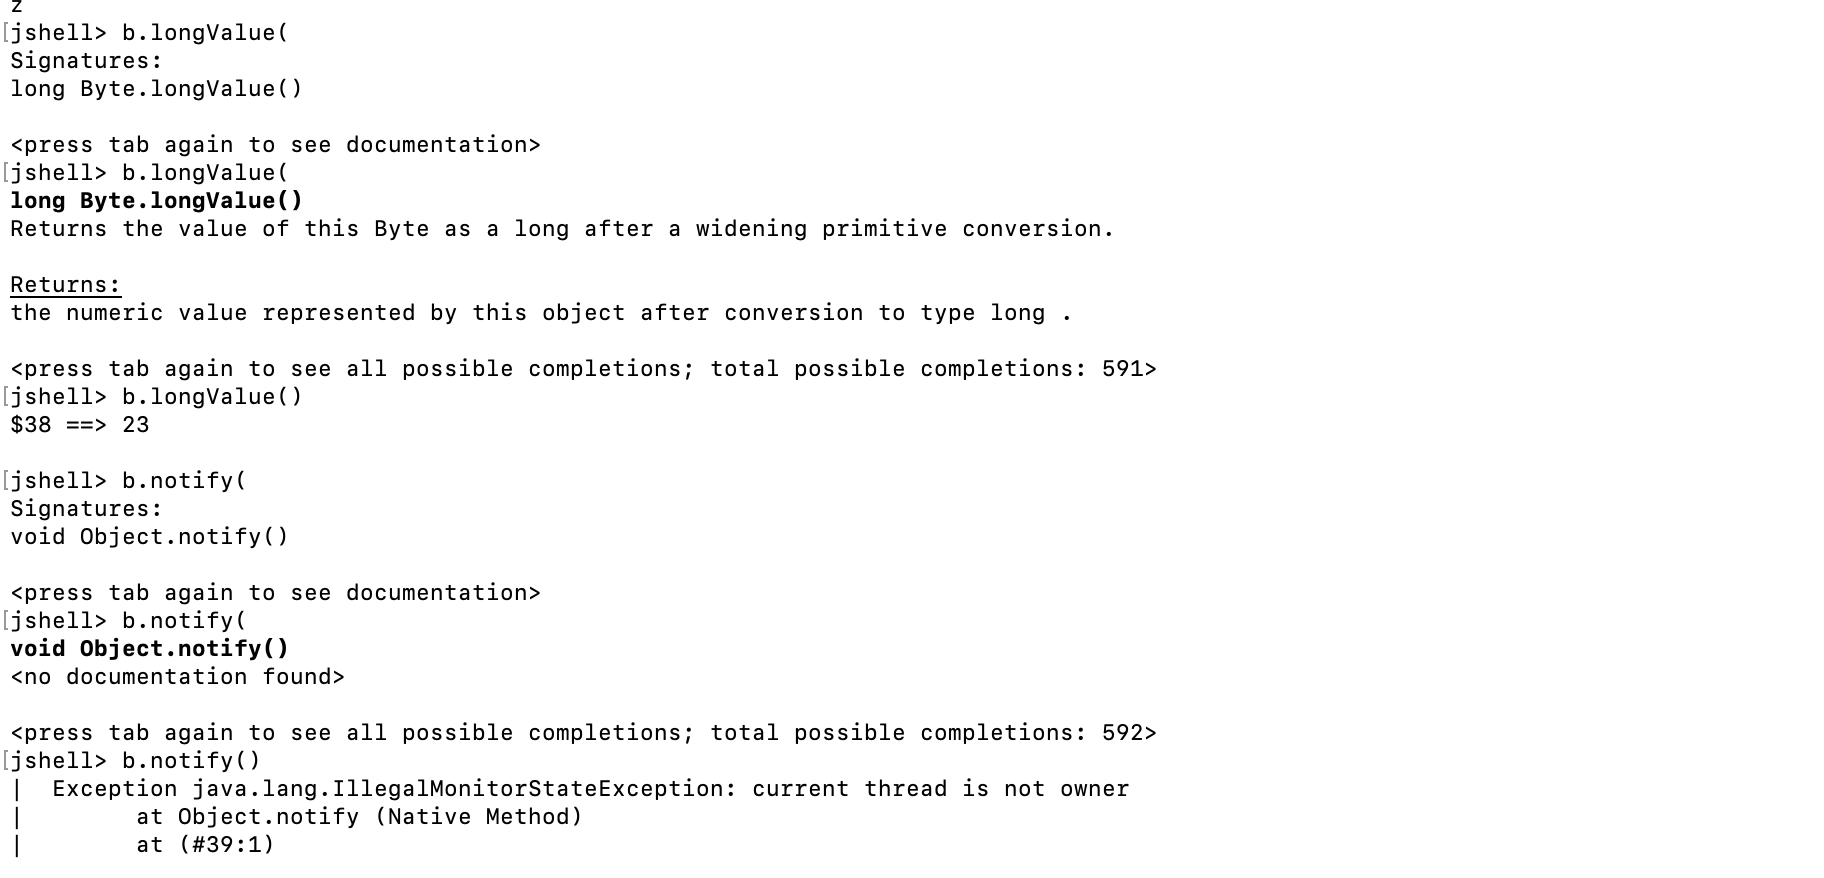 z
[jshell> b.longValue(
Signatures:
long Byte.longValue()
<press tab again to see documentation>
[jshell> b.longValue(
long Byte.longValue()
Returns the value of this Byte as a long after a widening primitive conversion.
Returns:
the numeric value represented by this object after conversion to type long .
<press tab again to see all possible completions; total possible completions: 591>
[jshell> b.longValue()
$38 ==> 23
[jshell> b.notify(
Signatures:
void Object.notify()
<press tab again to see documentation>
[jshell> b.notify(
void Object.notify()
<no documentation found>
<press tab again to see all possible completions; total possible completions: 592>
[jshell> b.notify()
|  Exception java.lang.IllegalMonitorStateException: current thread is not owner
|        at Object.notify (Native Method)
|        at (#39:1)